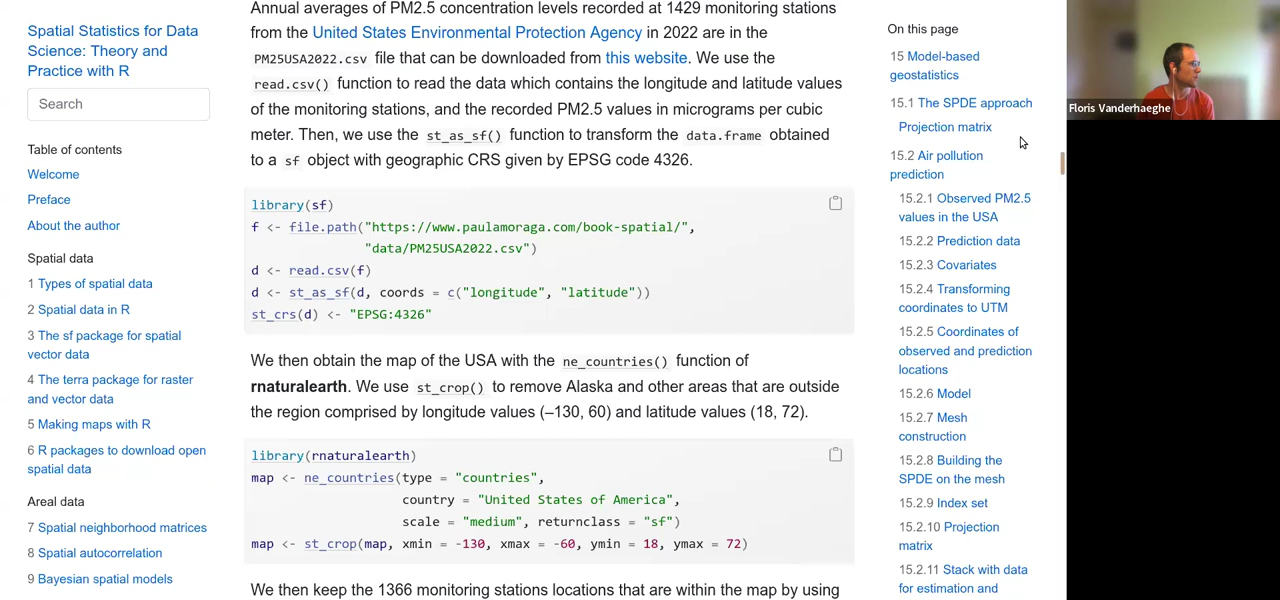 Spatial Statistics for Data
Science: Theory and
Practice with R
Search
Table of contents
Welcome
Preface
About the author
Spatial data
1 Types of spatial data
2 Spatial data in R
3 The sf package for spatial
vector data
4 The terra package for raster
and vector data
5 Making maps with R
6 R packages to download open
spatial data
Areal data
7 Spatial neighborhood matrices
8 Spatial autocorrelation
9 Bayesian spatial models
Annual averages of PM2.5 concentration levels recorded at 1429 monitoring stations
from the United States Environmental Protection Agency in 2022 are in the
PM25USA2022.csv file that can be downloaded from this website. We use the
read.csv() function to read the data which contains the longitude and latitude values
of the monitoring stations, and the recorded PM2.5 values in micrograms per cubic
meter. Then, we use the st_as_sf() function to transform the data.frame obtained
to a sf object with geographic CRS given by EPSG code 4326.
library(sf)
f <- file.path("https://www.paulamoraga.com/book-spatial/",
"data/PM25USA2022.csv")
d <- read.csv(f)
d <- st_as_sf(d, coords = c("longitude", "latitude"))
st_crs(d) <- "EPSG:4326"
We then obtain the map of the USA with the ne_countries() function of
rnaturalearth. We use st_crop() to remove Alaska and other areas that are outside
the region comprised by longitude values (–130, 60) and latitude values (18, 72).
library(rnaturalearth)
map <- ne_countries(type = "countries",
country = "United States of America",
scale = "medium", returnclass = "sf")
map <- st_crop(map, xmin = -130, xmax = -60, ymin = 18, ymax = 72)
We then keep the 1366 monitoring stations locations that are within the map by using
On this page
15 Model-based
geostatistics
15.1 The SPDE approach
Projection matrix
15.2 Air pollution
prediction
15.2.1 Observed PM2.5
values in the USA
15.2.2 Prediction data
15.2.3 Covariates
15.2.4 Transforming
coordinates to UTM
15.2.5 Coordinates of
observed and prediction
locations
15.2.6 Model
15.2.7 Mesh
construction
15.2.8 Building the
SPDE on the mesh
15.2.9 Index set
15.2.10 Projection
matrix
15.2.11 Stack with data
for estimation and
Floris Vanderhaeghe